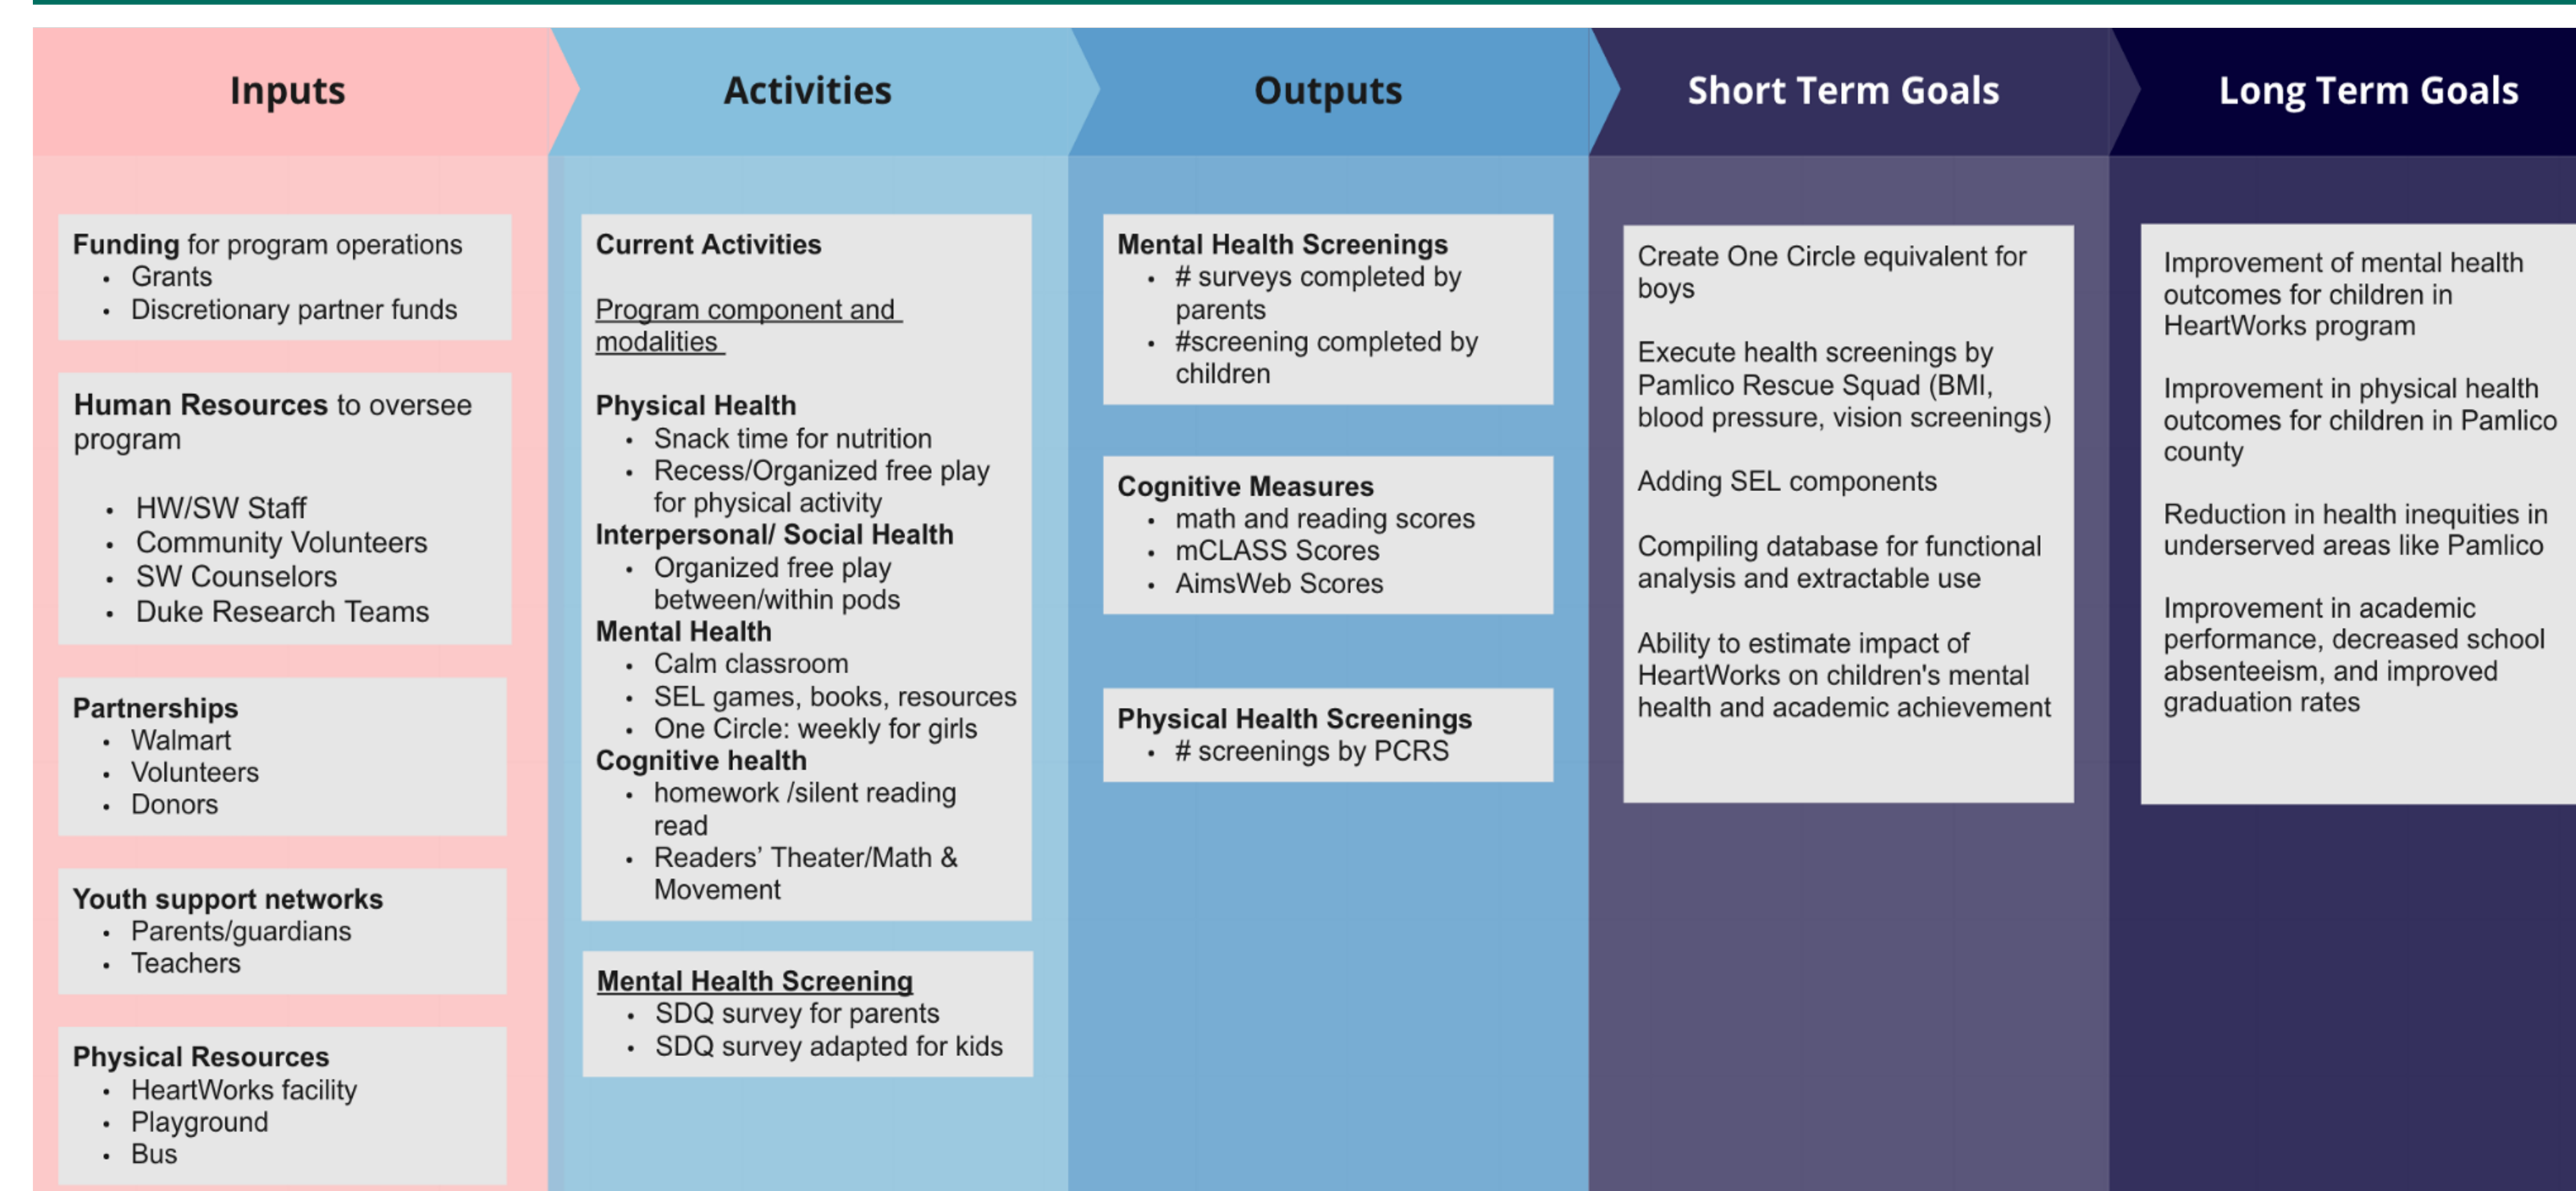 Inputs
Activities
Outputs
Short Term Goals
Long Term Goals
Funding for program operations
• Grants
• Discretionary partner funds
Human Resources to oversee
program
• HW/SW Staff
• Community Volunteers
• SW Counselors
• Duke Research Teams
Partnerships
• Walmart
• Volunteers
• Donors
Youth support networks
• Parents/guardians
• Teachers
Physical Resources
• HeartWorks facility
• Playground
• Bus
Current Activities
Program component and
modalities
Physical Health
• Snack time for nutrition
• Recess/Organized free play
for physical activity
Interpersonal/ Social Health
• Organized free play
between/within pods
Mental Health
• Calm classroom
• SEL games, books, resources
• One Circle: weekly for girls
Cognitive health
• homework /silent reading
read
• Readers’ Theater/Math &
Movement
Mental Health Screening
• SDQ survey for parents
• SDQ survey adapted for kids
Mental Health Screenings
• # surveys completed by
parents
• #screening completed by
children
Cognitive Measures
• math and reading scores
• mCLASS Scores
• AimsWeb Scores
Physical Health Screenings
• # screenings by PCRS
Create One Circle equivalent for
boys
Execute health screenings by
Pamlico Rescue Squad (BMI,
blood pressure, vision screenings)
Adding SEL components
Compiling database for functional
analysis and extractable use
Ability to estimate impact of
HeartWorks on children's mental
health and academic achievement
Improvement of mental health
outcomes for children in
HeartWorks program
Improvement in physical health
outcomes for children in Pamlico
county
Reduction in health inequities in
underserved areas like Pamlico
Improvement in academic
performance, decreased school
absenteeism, and improved
graduation rates